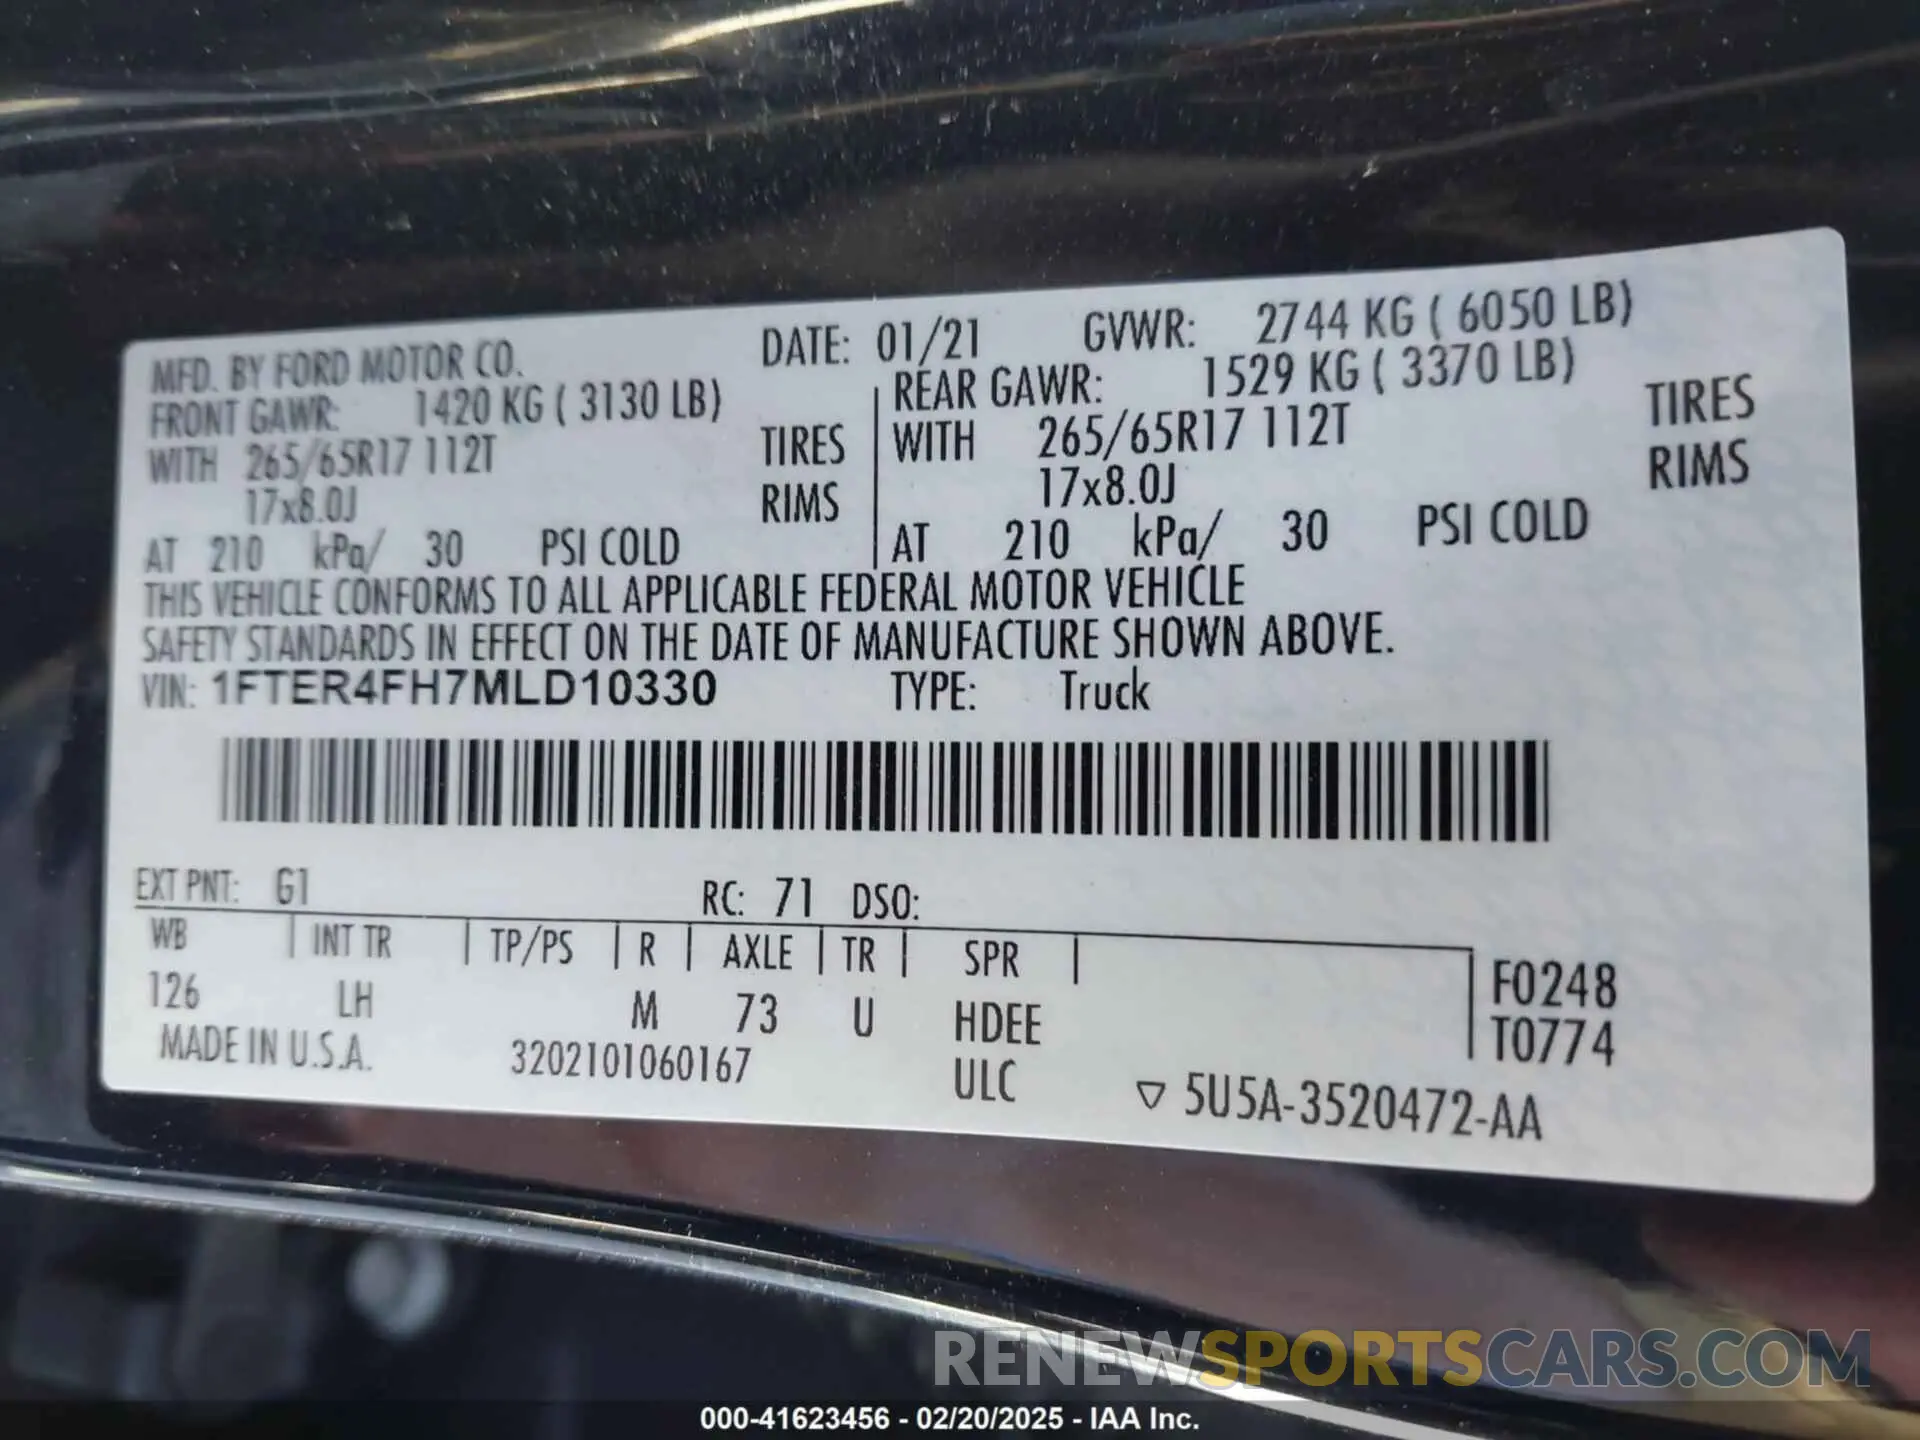 MFD. BY FORD MOTOR CO. DATE: 01/21 GVWR: 2744 KG ( 6050 LB)
FRONT GAWR: 1420 KG ( 3130 LB) REAR GAWR: 1529 KG ( 3370 LB)
WITH 265/65R17 112T TIRES WITH 265/65R17 112T TIRES
17x8.0J RIMS 17x8.0J RIMS
AT 210 kPa/ 30 PSI COLD AT 210 kPa/ 30 PSI COLD
THIS VEHICLE CONFORMS TO ALL APPLICABLE FEDERAL MOTOR VEHICLE
SAFETY STANDARDS IN EFFECT ON THE DATE OF MANUFACTURE SHOWN ABOVE.
VIN: 1FTER4FH7MLD10330 TYPE: Truck
EXT PNT: G1 RC: 71 DSO:
WB INT TR TP/PS R AXLE TR SPR F0248
126 LH M 73 U HDEE T0774
MADE IN U.S.A. 3202101060167 ULC ▽ 5U5A-3520472-AA
RENEWSPORTSCARS.COM
000-41623456 - 02/20/2025 - IAA Inc.